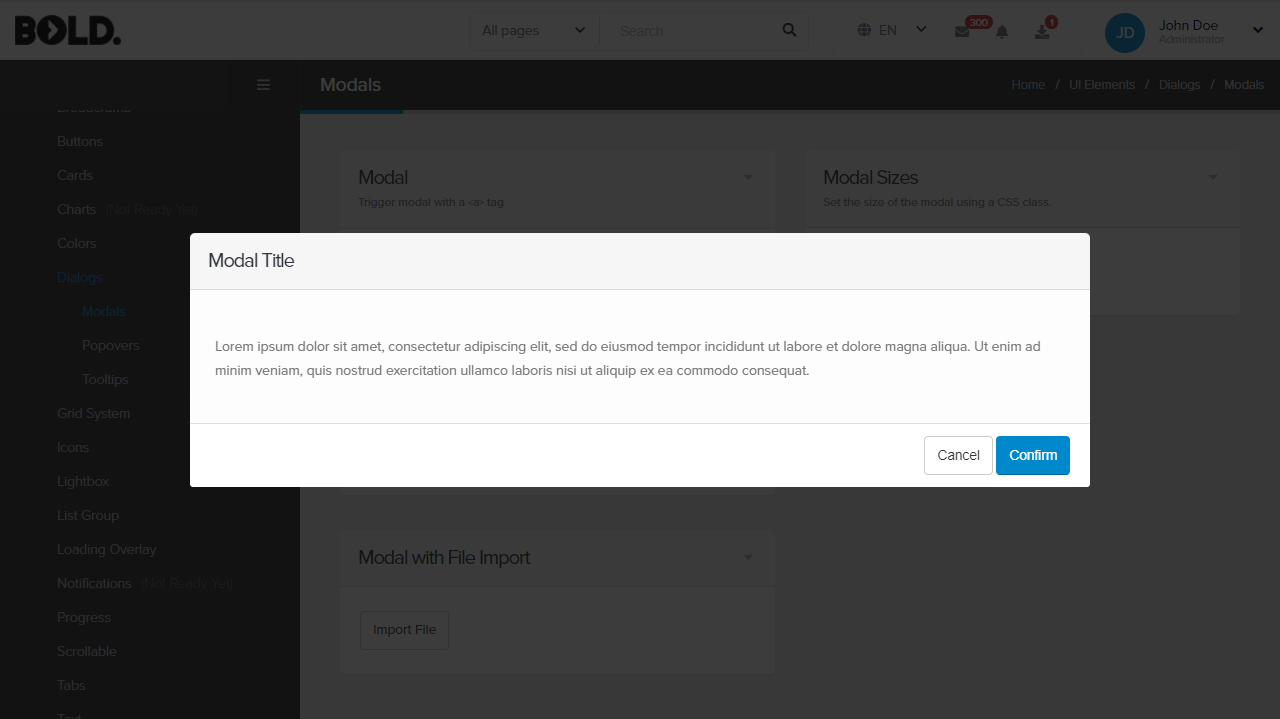 BOLD.
All pages
Search
EN
300
1
JD
John Doe
Administrator
Modals
Home / UI Elements / Dialogs / Modals
Buttons
Cards
Charts (Not Ready Yet)
Colors
Dialogs
Modals
Popovers
Tooltips
Grid System
Icons
Lightbox
List Group
Loading Overlay
Notifications (Not Ready Yet)
Progress
Scrollable
Tabs
Modal
Trigger modal with a <a> tag
Modal Sizes
Set the size of the modal using a CSS class.
Modal Title
Lorem ipsum dolor sit amet, consectetur adipiscing elit, sed do eiusmod tempor incididunt ut labore et dolore magna aliqua. Ut enim ad
minim veniam, quis nostrud exercitation ullamco laboris nisi ut aliquip ex ea commodo consequat.
Cancel
Confirm
Modal with File Import
Import File